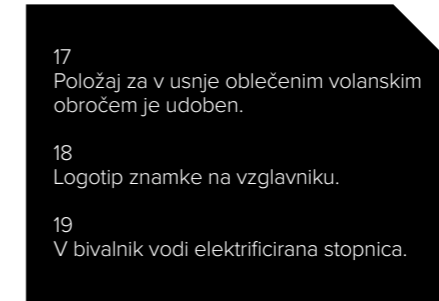 17
Položaj za v usnje oblečenim volanskim
obročem je udoben.
18
Logotip znamke na vzglavniku.
19
V bivalnik vodi elektrificirana stopnica.